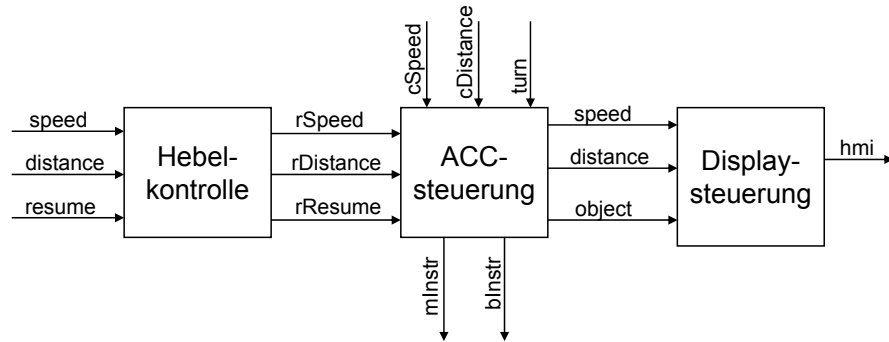 cSpeed
cDistance
turn
speed
distance
resume
Hebel-
kontrolle
rSpeed
rDistance
rResume
ACC-
steuerung
speed
distance
object
Display-
steuerung
hmi
mInstr
bInstr